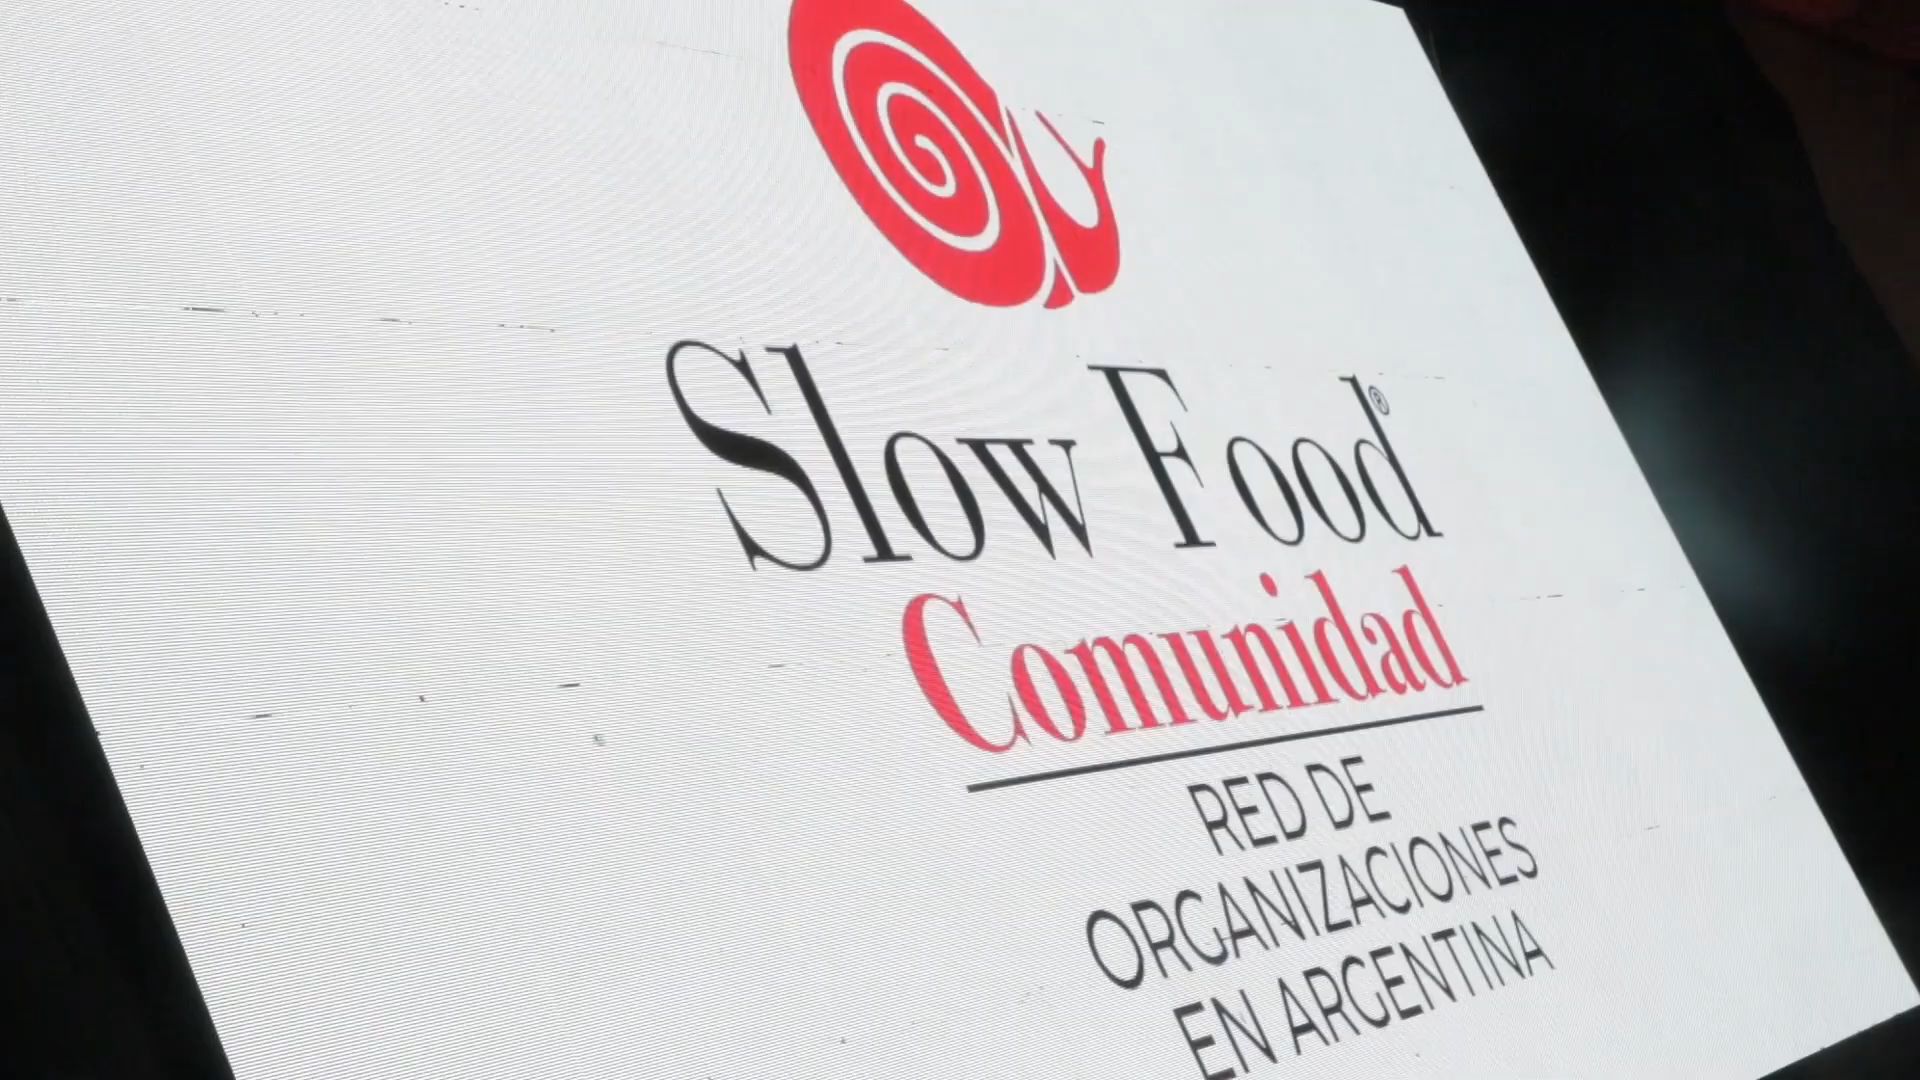 Slow Food®
Comunidad
RED DE
ORGANIZACIONES
EN ARGENTINA